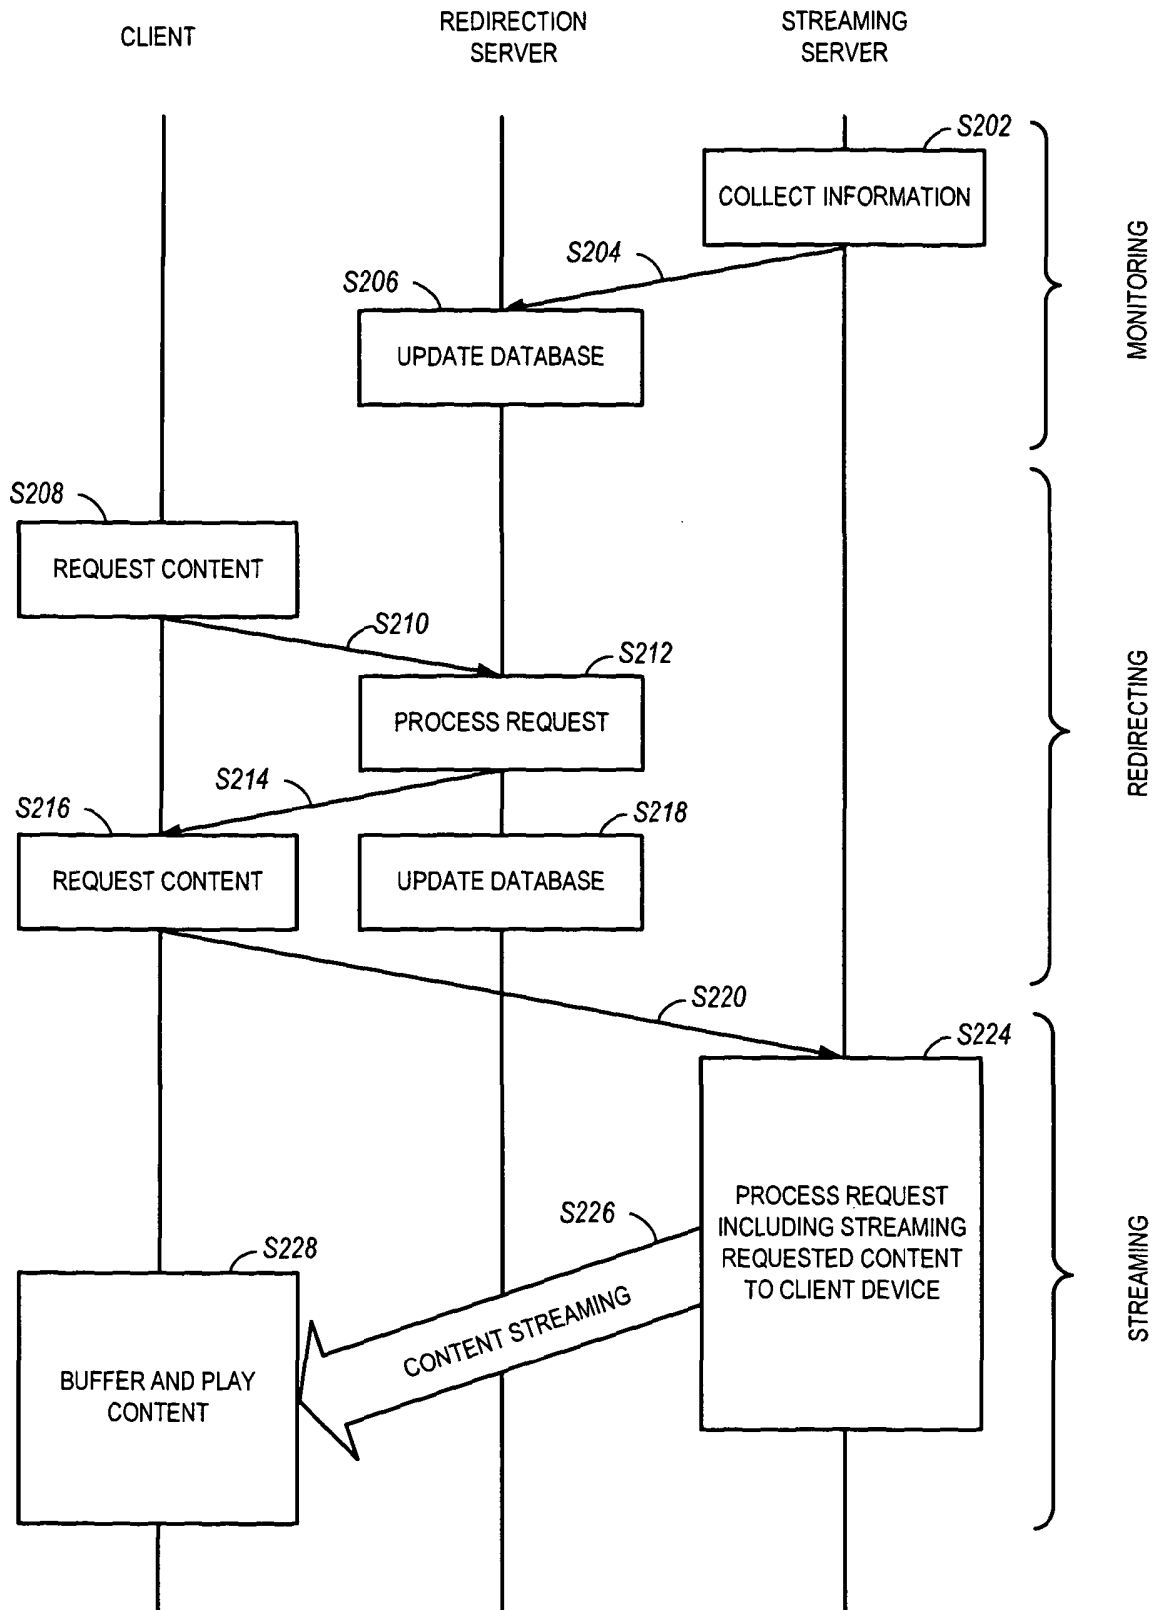 CLIENT
REDIRECTION
SERVER
STREAMING
SERVER
S202
COLLECT INFORMATION
S204
S206
UPDATE DATABASE
MONITORING
S208
REQUEST CONTENT
S210
S212
PROCESS REQUEST
S214
S216
REQUEST CONTENT
S218
UPDATE DATABASE
REDIRECTING
S220
S224
PROCESS REQUEST
INCLUDING STREAMING
REQUESTED CONTENT
TO CLIENT DEVICE
S226
CONTENT STREAMING
S228
BUFFER AND PLAY
CONTENT
STREAMING